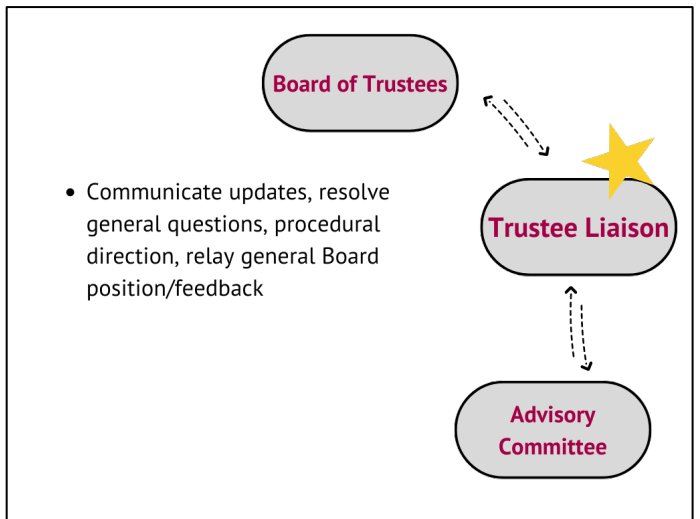 Board of Trustees
Trustee Liaison
• Communicate updates, resolve
general questions, procedural
direction, relay general Board
position/feedback
Advisory
Committee